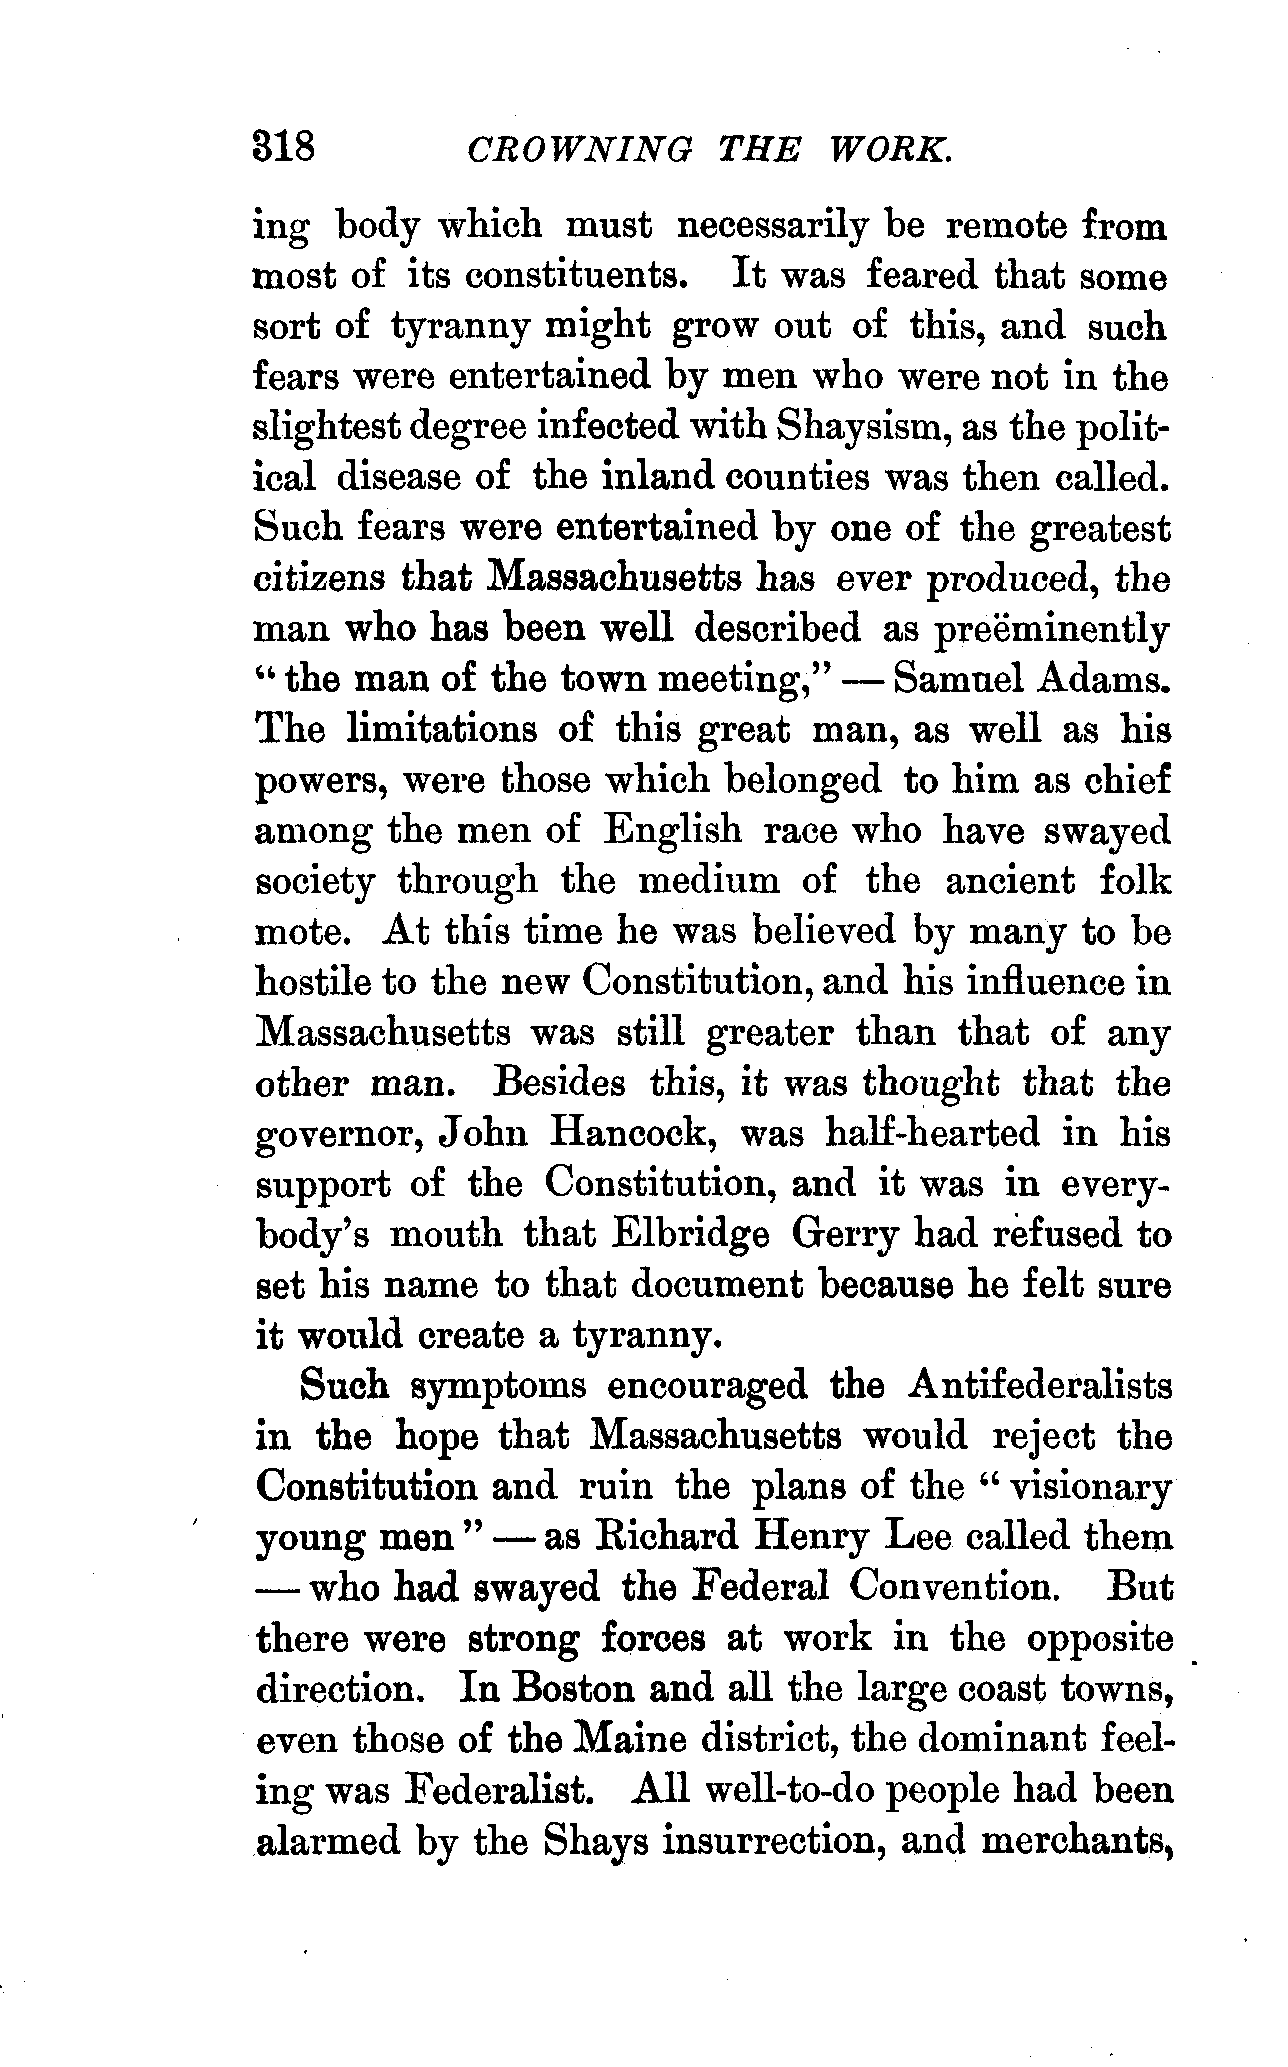 318 CROWNING THE WORK.
ing body which must necessarily be remote from
most of its constituents. It was feared that some
sort of tyranny might grow out of this, and such
fears were entertained by men who were not in the
slightest degree infected with Shaysism, as the polit-
ical disease of the inland counties was then called.
Such fears were entertained by one of the greatest
citizens that Massachusetts has ever produced, the
man who has been well described as preëminently
“ the man of the town meeting,” — Samuel Adams.
The limitations of this great man, as well as his
powers, were those which belonged to him as chief
among the men of English race who have swayed
society through the medium of the ancient folk
mote. At this time he was believed by many to be
hostile to the new Constitution, and his influence in
Massachusetts was still greater than that of any
other man. Besides this, it was thought that the
governor, John Hancock, was half-hearted in his
support of the Constitution, and it was in every-
body’s mouth that Elbridge Gerry had refused to
set his name to that document because he felt sure
it would create a tyranny.
Such symptoms encouraged the Antifederalists
in the hope that Massachusetts would reject the
Constitution and ruin the plans of the “ visionary
young men ” — as Richard Henry Lee called them
— who had swayed the Federal Convention. But
there were strong forces at work in the opposite
direction. In Boston and all the large coast towns,
even those of the Maine district, the dominant feel-
ing was Federalist. All well-to-do people had been
alarmed by the Shays insurrection, and merchants,